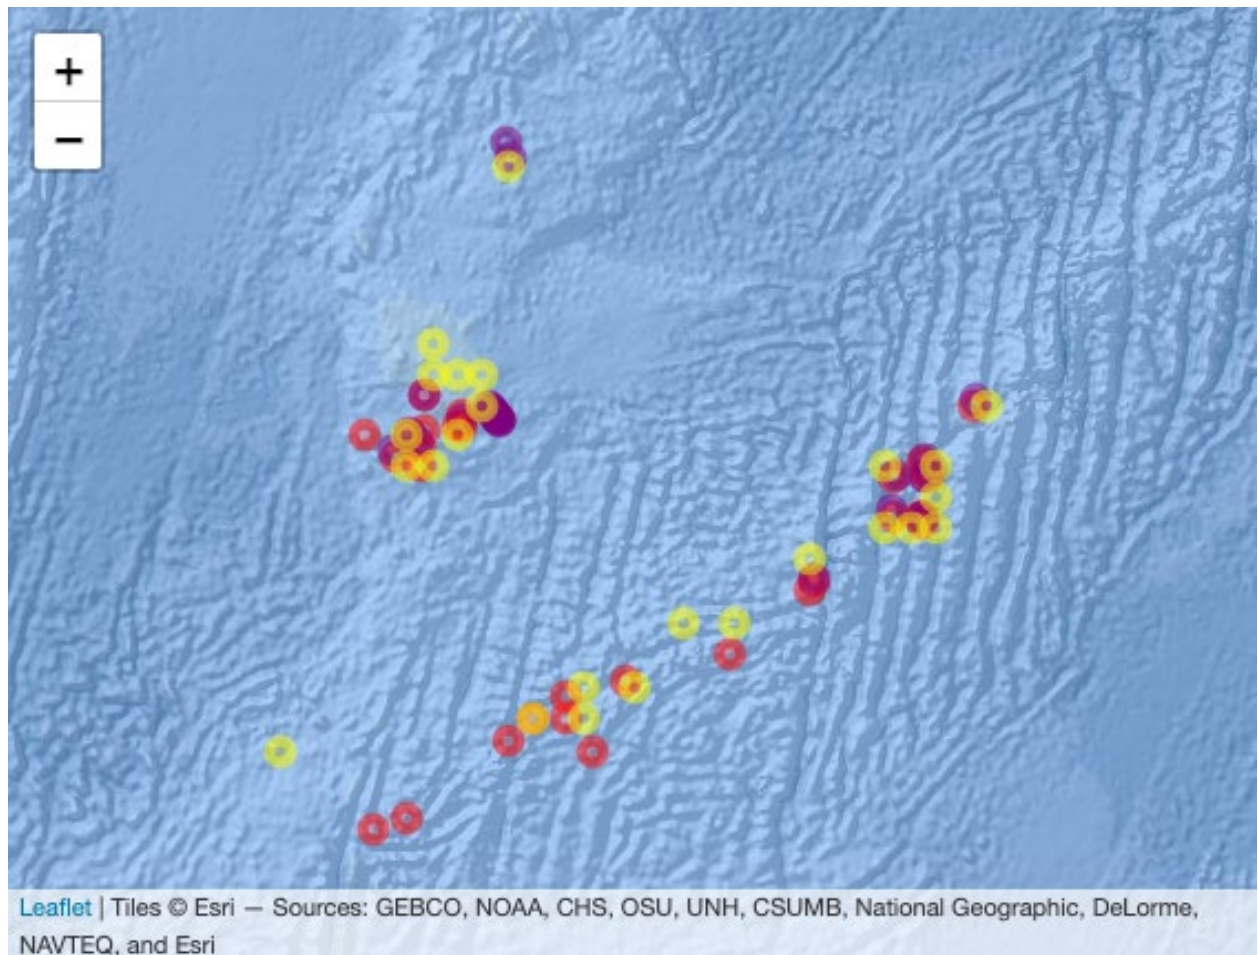 +
−
Leaflet | Tiles © Esri — Sources: GEBCO, NOAA, CHS, OSU, UNH, CSUMB, National Geographic, DeLorme,
NAVTEQ, and Esri